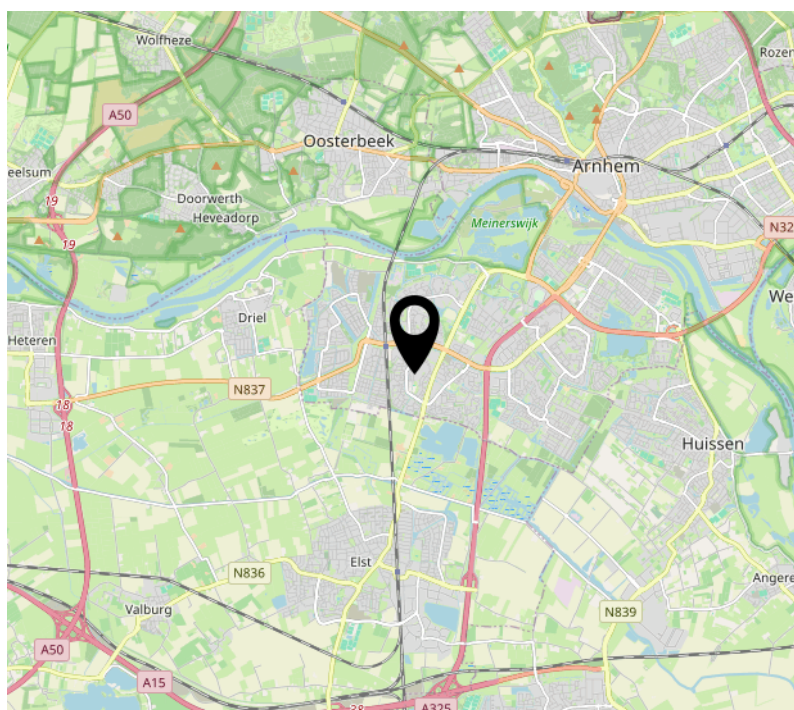 Wolfheze
Rozen
A50
Oosterbeek
Arnhem
eelsum
19
Doorwerth
Heveadorp
Meinerswijk
N32
19
We
Driel
Heteren
N837
18
18
Huissen
Elst
N836
Angere
Valburg
N839
A50
A15
38
A325